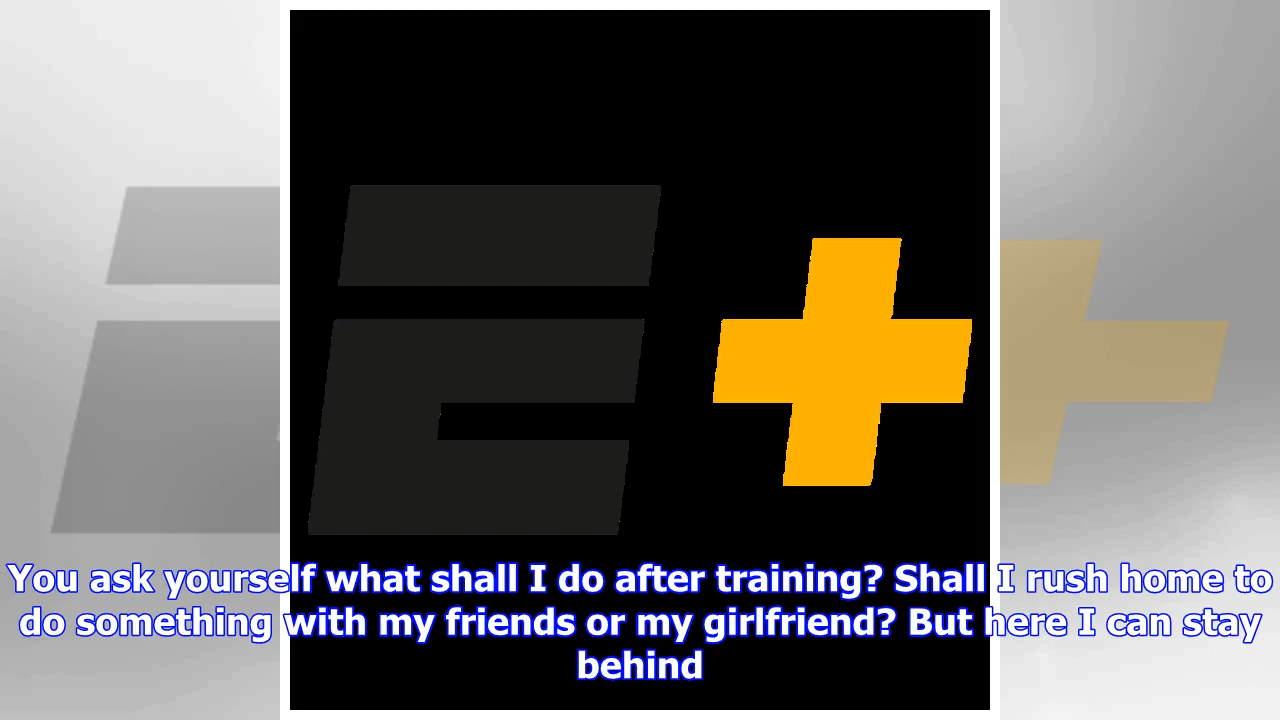 E+
You ask yourself what shall I do after training? Shall I rush home to
do something with my friends or my girlfriend? But here I can stay
behind